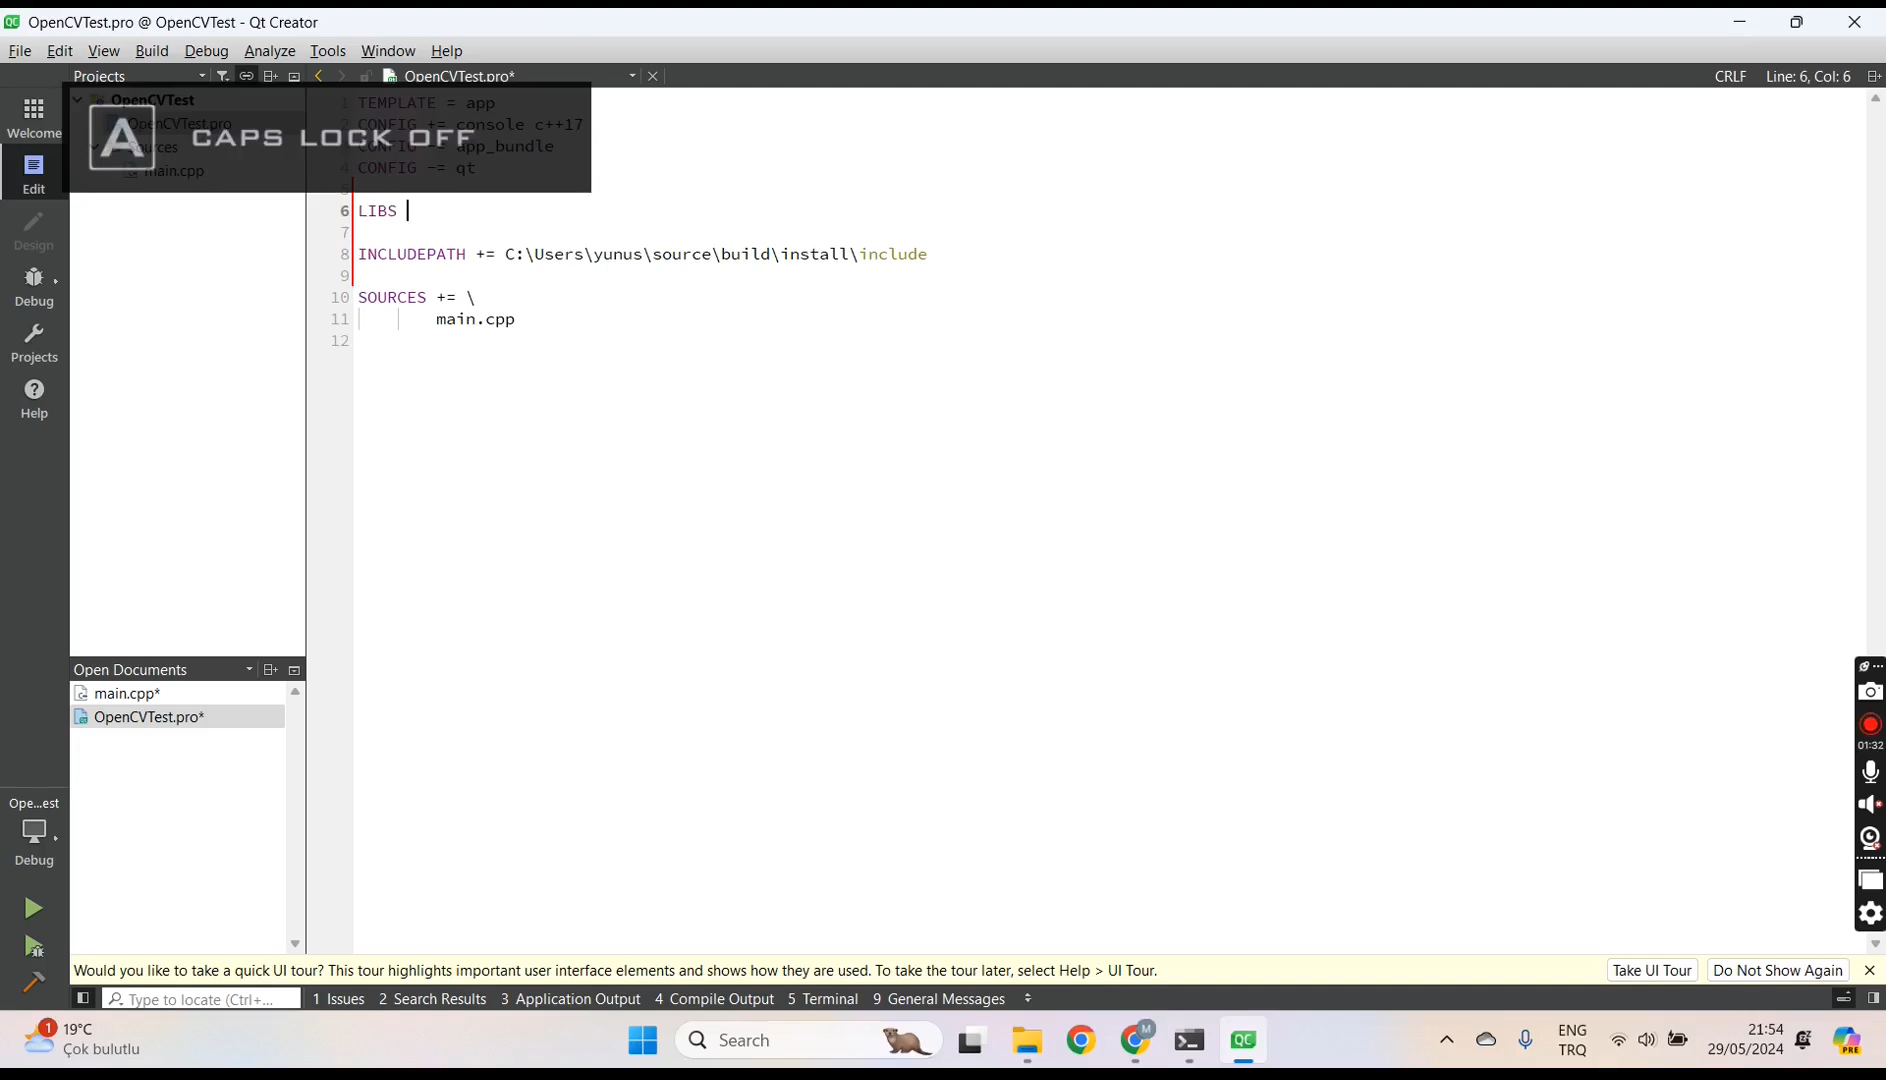 OpenCVTest.pro @ OpenCVTest - Qt Creator
File Edit View Build Debug Analyze Tools Window Help
Projects
OpenCVTest.pro*
CRLF Line: 6, Col: 6
A CAPS LOCK OFF
OpenCVTest
OpenCVTest.pro
Sources
main.cpp
Welcome
Edit
Design
Debug
Projects
Help
1 TEMPLATE = app
2 CONFIG += console c++17
3 CONFIG -= app_bundle
4 CONFIG -= qt
5
6 LIBS
7
8 INCLUDEPATH += C:\Users\yunus\source\build\install\include
9
10 SOURCES += \
11 main.cpp
12
Open Documents
main.cpp*
OpenCVTest.pro*
Ope...est
Debug
01:32
Would you like to take a quick UI tour? This tour highlights important user interface elements and shows how they are used. To take the tour later, select Help > UI Tour.
Take UI Tour Do Not Show Again
Type to locate (Ctrl+...
1 Issues 2 Search Results 3 Application Output 4 Compile Output 5 Terminal 9 General Messages
1
19°C
Çok bulutlu
Search
M
QC
ENG
TRQ
21:54
29/05/2024
PRE